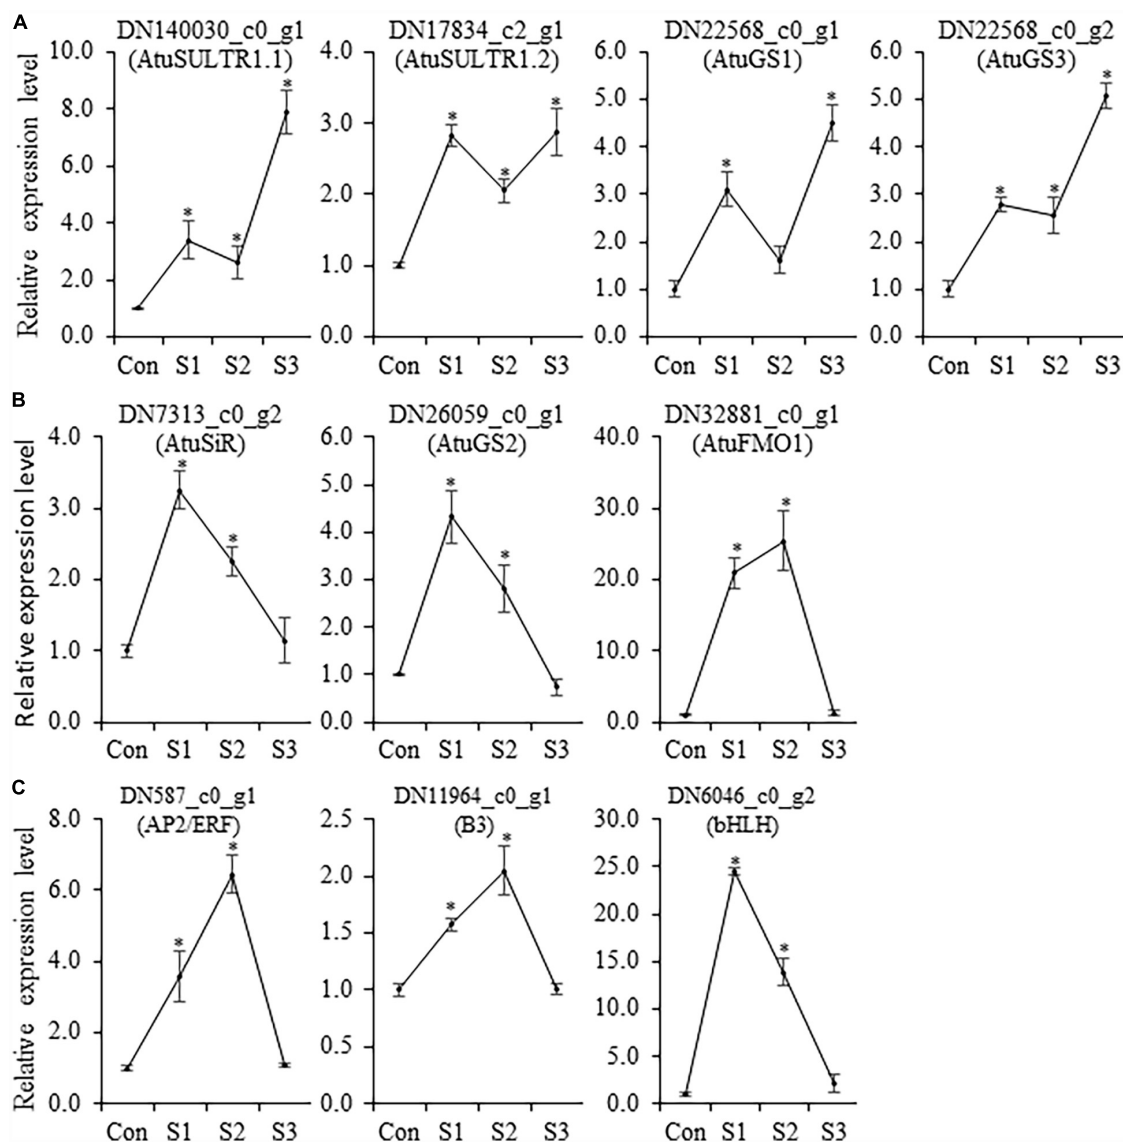 A
DN140030_c0_g1
(AtuSULTR1.1)
DN17834_c2_g1
(AtuSULTR1.2)
DN22568_c0_g1
(AtuGS1)
DN22568_c0_g2
(AtuGS3)
Relative expression level
10.0
8.0
6.0
4.0
2.0
0.0
* * *
Con S1 S2 S3
4.0
3.0
2.0
1.0
0.0
* * *
Con S1 S2 S3
6.0
5.0
4.0
3.0
2.0
1.0
0.0
* *
Con S1 S2 S3
6.0
5.0
4.0
3.0
2.0
1.0
0.0
* * *
Con S1 S2 S3
B
DN7313_c0_g2
(AtuSiR)
DN26059_c0_g1
(AtuGS2)
DN32881_c0_g1
(AtuFMO1)
Relative expression level
4.0
3.0
2.0
1.0
0.0
* *
Con S1 S2 S3
6.0
5.0
4.0
3.0
2.0
1.0
0.0
* *
Con S1 S2 S3
40.0
30.0
20.0
10.0
0.0
* *
Con S1 S2 S3
C
DN587_c0_g1
(AP2/ERF)
DN11964_c0_g1
(B3)
DN6046_c0_g2
(bHLH)
Relative expression level
8.0
6.0
4.0
2.0
0.0
* *
Con S1 S2 S3
2.5
2.0
1.5
1.0
0.5
0.0
* *
Con S1 S2 S3
30.0
25.0
20.0
15.0
10.0
5.0
0.0
* *
Con S1 S2 S3